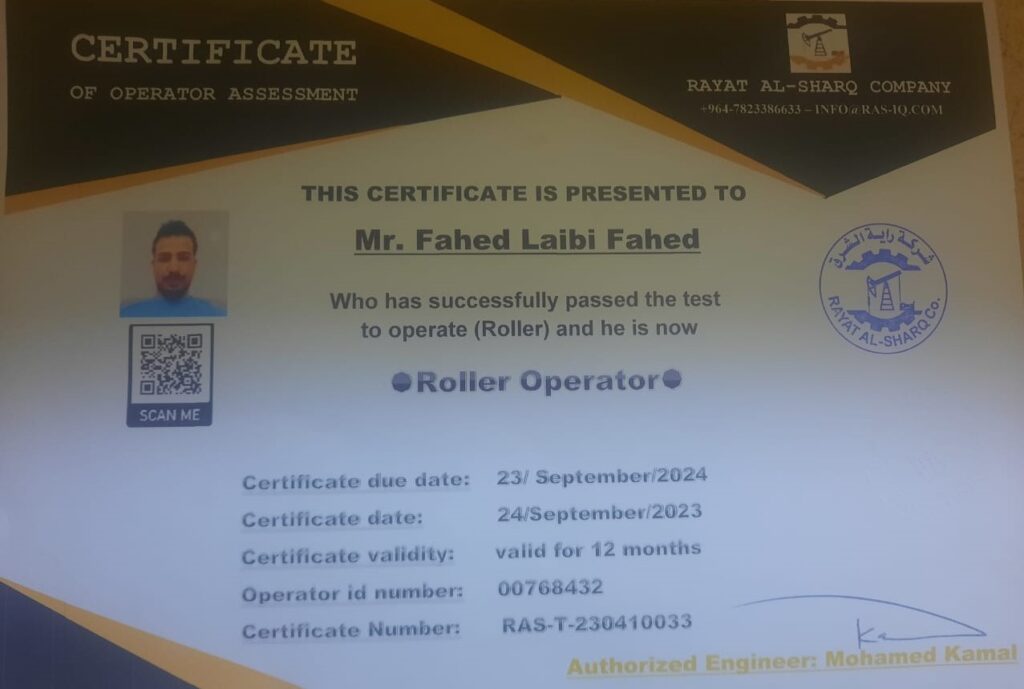 CERTIFICATE
OF OPERATOR ASSESSMENT
RAYAT AL-SHARQ COMPANY
+964-7823386633 – INFO@RAS-IQ.COM
THIS CERTIFICATE IS PRESENTED TO
Mr. Fahed Laibi Fahed
Who has successfully passed the test
to operate (Roller) and he is now
Roller Operator
شركة راية الشرق
RAYAT AL-SHARQ Co.
SCAN ME
Certificate due date: 23/ September/2024
Certificate date: 24/September/2023
Certificate validity: valid for 12 months
Operator id number: 00768432
Certificate Number: RAS-T-230410033
Authorized Engineer: Mohamed Kamal